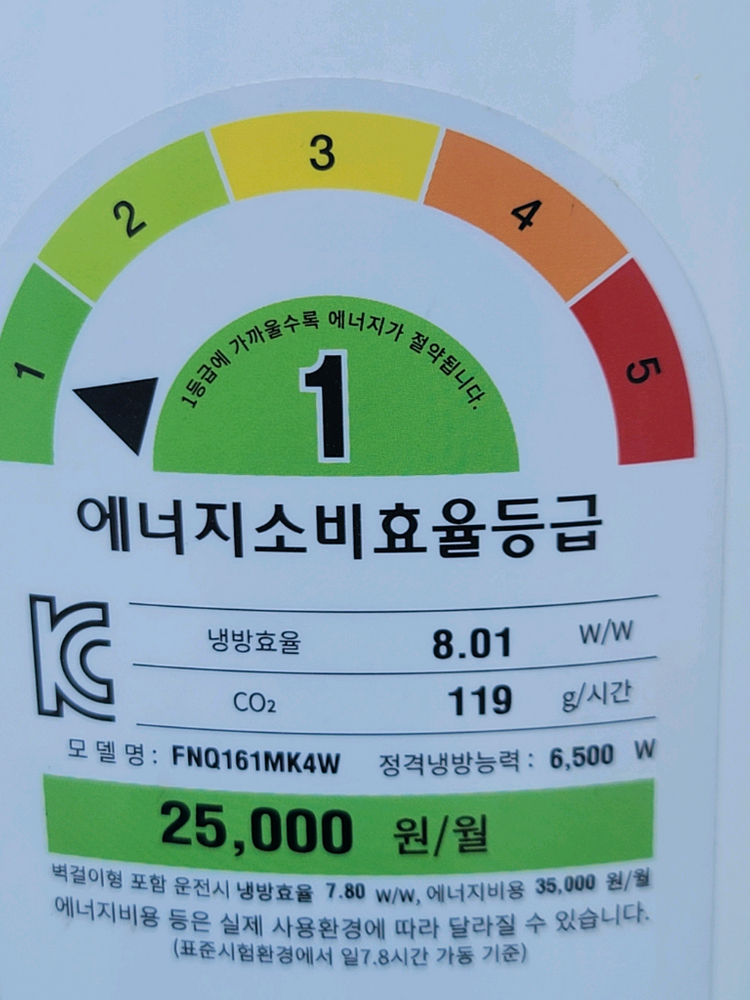 1
2
3
4
5
1등급에 가까울수록 에너지가 절약됩니다.
1
에너지소비효율등급
KC
냉방효율 8.01 W/W
CO₂ 119 g/시간
모델명: FNQ161MK4W 정격냉방능력: 6,500 W
25,000 원/월
벽걸이형 포함 운전시 냉방효율 7.80 W/W, 에너지비용 35,000 원/월
에너지비용 등은 실제 사용환경에 따라 달라질 수 있습니다.
(표준시험환경에서 일7.8시간 가동 기준)